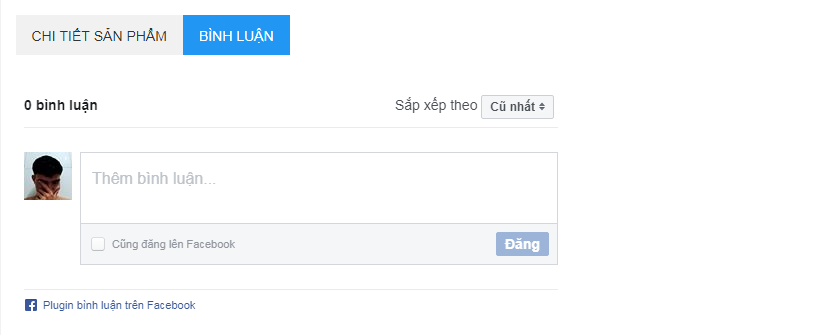 CHI TIẾT SẢN PHẨM BÌNH LUẬN
0 bình luận Sắp xếp theo Cũ nhất
Thêm bình luận...
Cũng đăng lên Facebook Đăng
Plugin bình luận trên Facebook